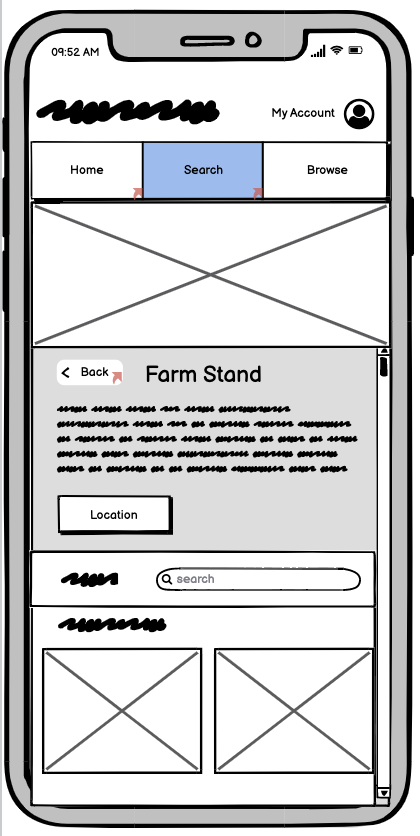 09:52 AM
My Account
Home Search Browse
Back Farm Stand
Location
search